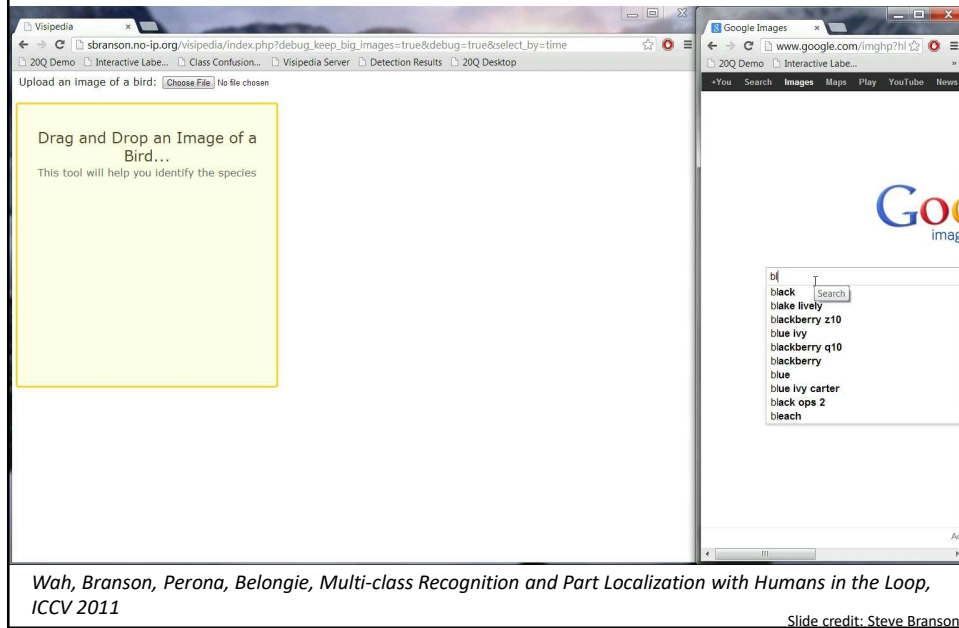 Visipedia
sbranson.no-ip.org/visipedia/index.php?debug_keep_big_images=true&debug=true&select_by=time
20Q Demo Interactive Labe... Class Confusion... Visipedia Server Detection Results 20Q Desktop
Upload an image of a bird: Choose File No file chosen
Drag and Drop an Image of a
Bird...
This tool will help you identify the species
Google Images
www.google.com/imghp?hl
20Q Demo Interactive Labe... »
+You Search Images Maps Play YouTube News
Goo
imag
bl
black
Search
blake lively
blackberry z10
blue ivy
blackberry q10
blackberry
blue
blue ivy carter
black ops 2
bleach
Wah, Branson, Perona, Belongie, Multi-class Recognition and Part Localization with Humans in the Loop,
ICCV 2011
Slide credit: Steve Branson